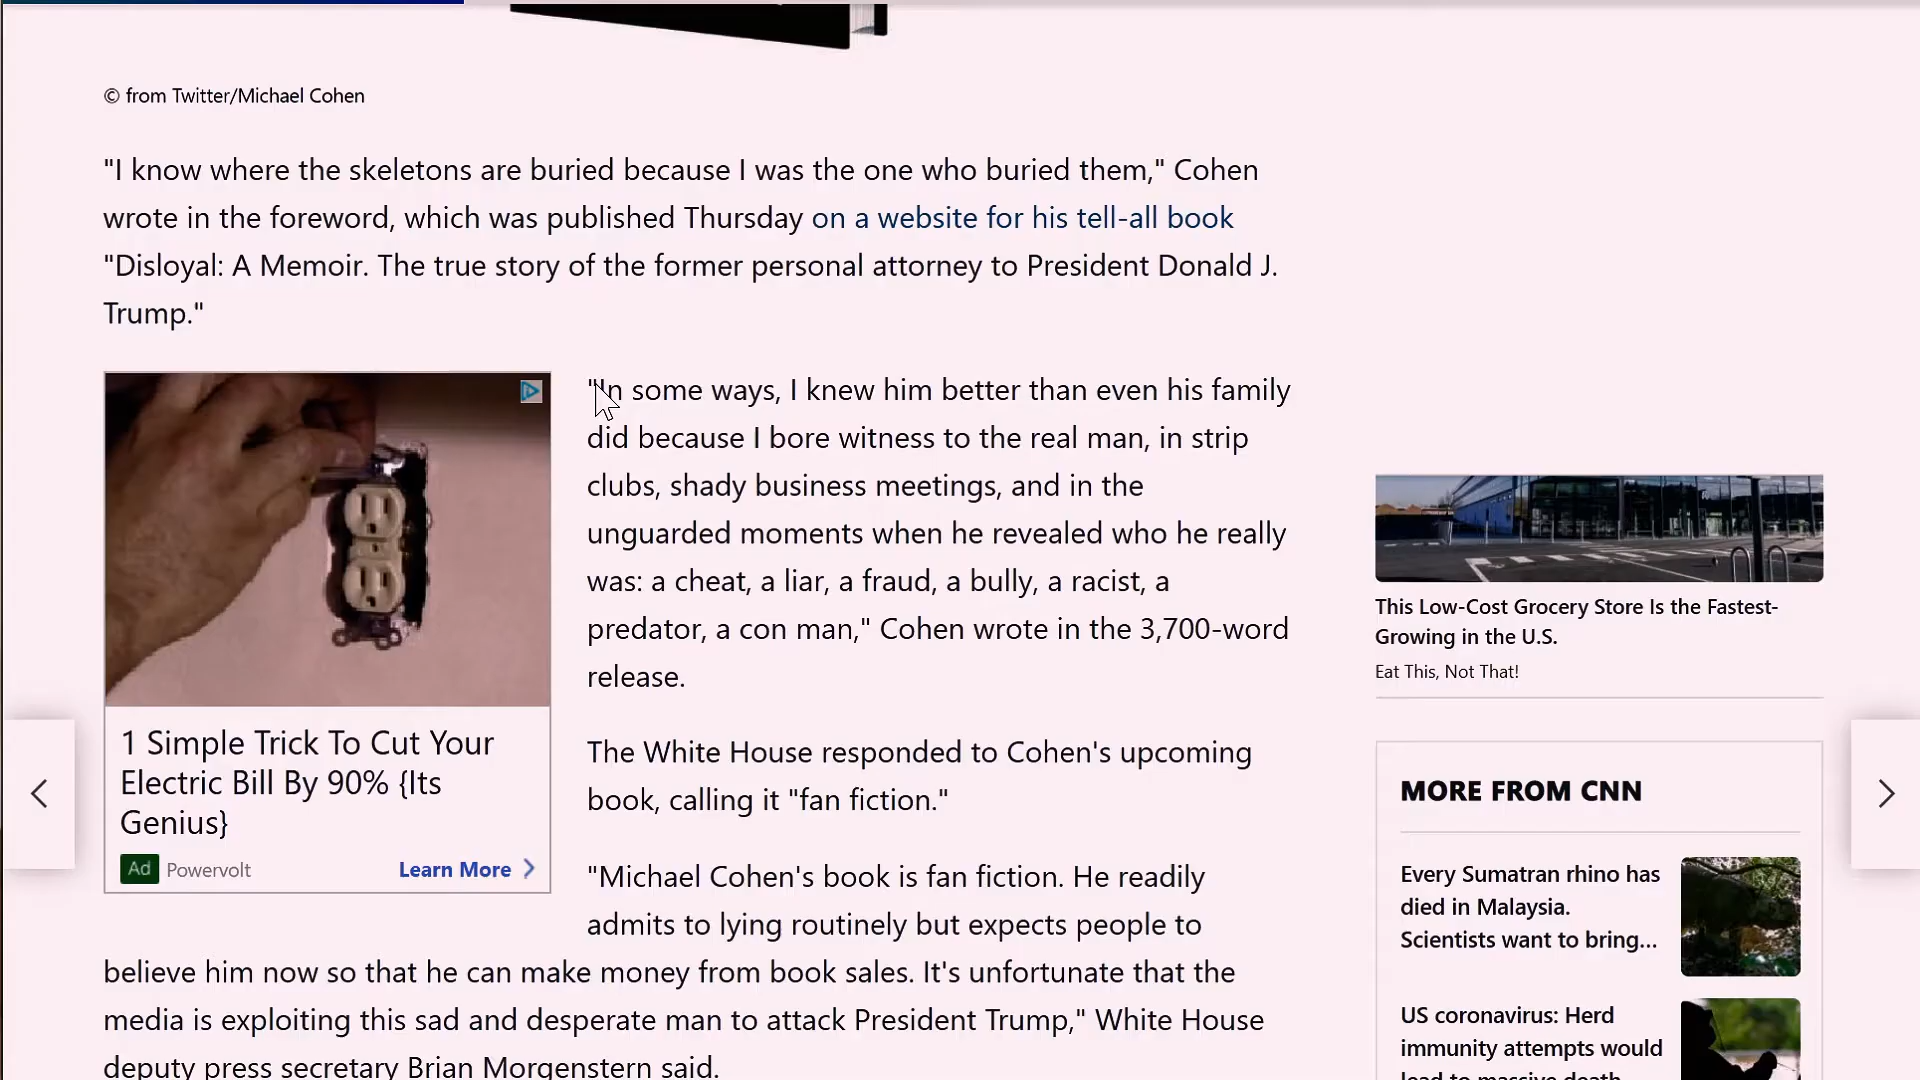 © from Twitter/Michael Cohen
"I know where the skeletons are buried because I was the one who buried them," Cohen
wrote in the foreword, which was published Thursday on a website for his tell-all book
"Disloyal: A Memoir. The true story of the former personal attorney to President Donald J.
Trump."
"In some ways, I knew him better than even his family
did because I bore witness to the real man, in strip
clubs, shady business meetings, and in the
unguarded moments when he revealed who he really
was: a cheat, a liar, a fraud, a bully, a racist, a
predator, a con man," Cohen wrote in the 3,700-word
release.
1 Simple Trick To Cut Your
Electric Bill By 90% {Its
Genius}
Ad Powervolt Learn More
The White House responded to Cohen's upcoming
book, calling it "fan fiction."
"Michael Cohen's book is fan fiction. He readily
admits to lying routinely but expects people to
believe him now so that he can make money from book sales. It's unfortunate that the
media is exploiting this sad and desperate man to attack President Trump," White House
deputy press secretary Brian Morgenstern said.
This Low-Cost Grocery Store Is the Fastest-
Growing in the U.S.
Eat This, Not That!
MORE FROM CNN
Every Sumatran rhino has
died in Malaysia.
Scientists want to bring...
US coronavirus: Herd
immunity attempts would
lead to massive death